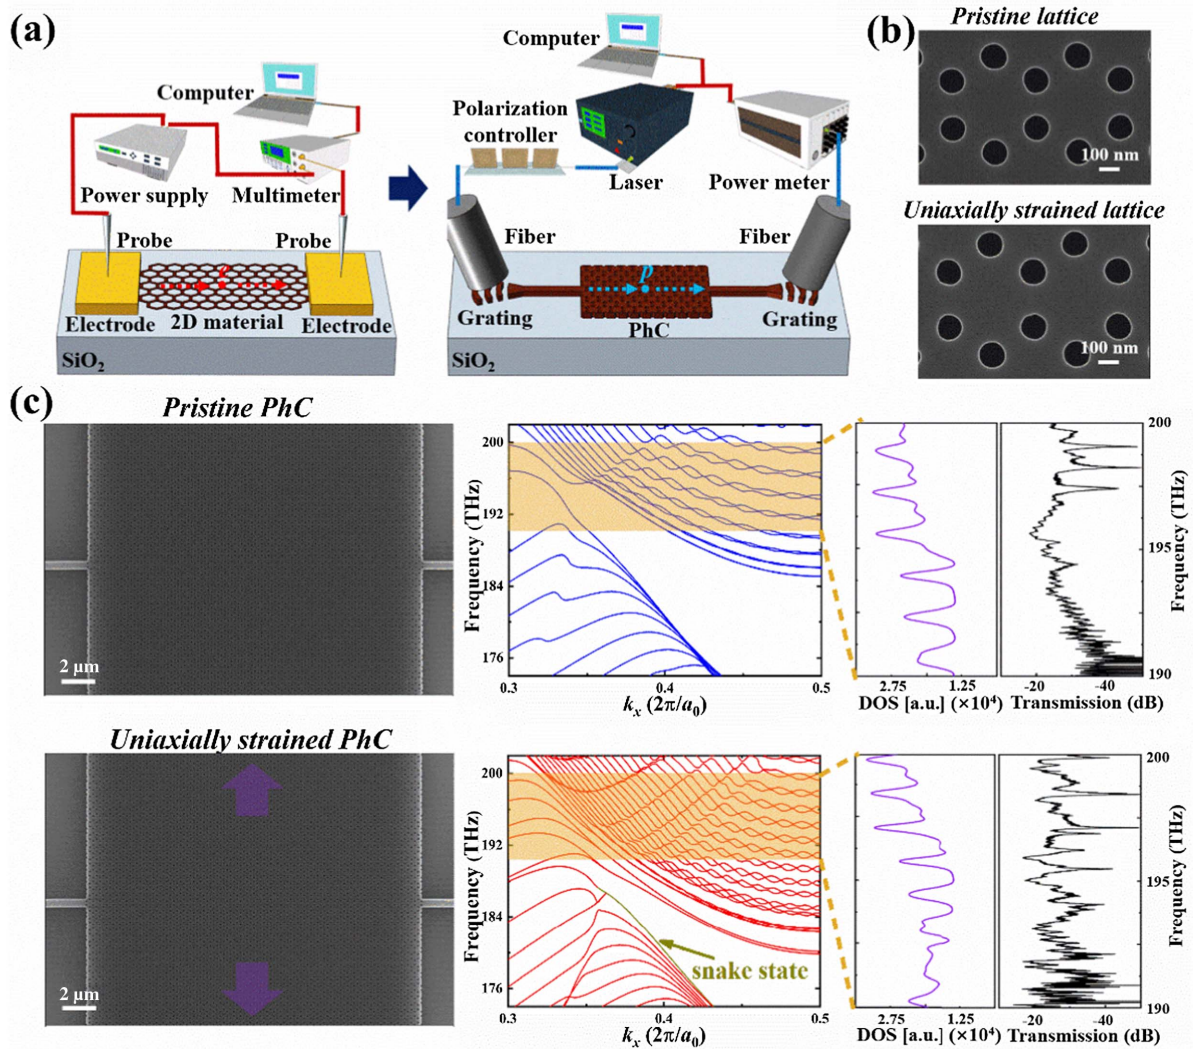 (a)
Computer
Power supply
Multimeter
Probe
Probe
Electrode
2D material
Electrode
e
SiO2
Computer
Polarization
controller
Laser
Power meter
Fiber
Fiber
p
Grating
PhC
Grating
SiO2
(b)
Pristine lattice
100 nm
Uniaxially strained lattice
100 nm
(c)
Pristine PhC
2 μm
Frequency (THz)
200
192
184
176
0.3
0.4
0.5
kx (2π/a0)
2.75
1.25
DOS [a.u.] (×10⁴)
-20
-40
Transmission (dB)
200
195
190
Frequency (THz)
Uniaxially strained PhC
2 μm
Frequency (THz)
200
192
184
176
snake state
0.3
0.4
0.5
kx (2π/a0)
2.75
1.25
DOS [a.u.] (×10⁴)
-20
-40
Transmission (dB)
200
195
190
Frequency (THz)